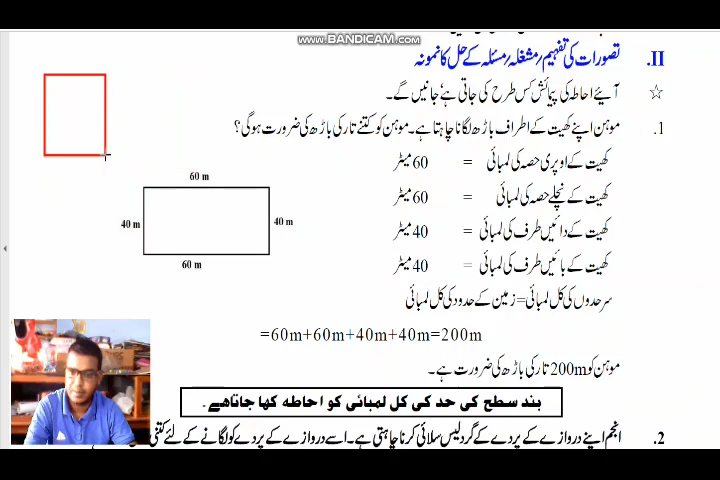 WWW.BANDICAM.COM
II. تصورات کی تفہیم / مشغلہ / مسئلہ کے حل کا نمونہ
☆ آیئے احاطہ کی پیمائش کس طرح کی جاتی ہے، جانیں گے۔
1. موہن اپنے کھیت کے اطراف باڑھ لگانا چاہتا ہے۔ موہن کو کتنے تار کی باڑھ کی ضرورت ہوگی؟
کھیت کے اوپری حصہ کی لمبائی = 60 میٹر
کھیت کے نچلے حصہ کی لمبائی = 60 میٹر
کھیت کے دائیں طرف کی لمبائی = 40 میٹر
کھیت کے بائیں طرف کی لمبائی = 40 میٹر
60 m
40 m
40 m
60 m
سرحدوں کی کل لمبائی = زمین کے حدود کی کل لمبائی
=60m+60m+40m+40m=200m
موہن کو 200m تار کی باڑھ کی ضرورت ہے۔
بند سطح کی حد کی کل لمبائی کو احاطہ کہا جاتا ہے۔
2. انجم اپنے دروازے کے پردے کے گرد لیس سلائی کرنا چاہتی ہے۔ اسے دروازے کے پردے کو لگانے کے لئے کتنی